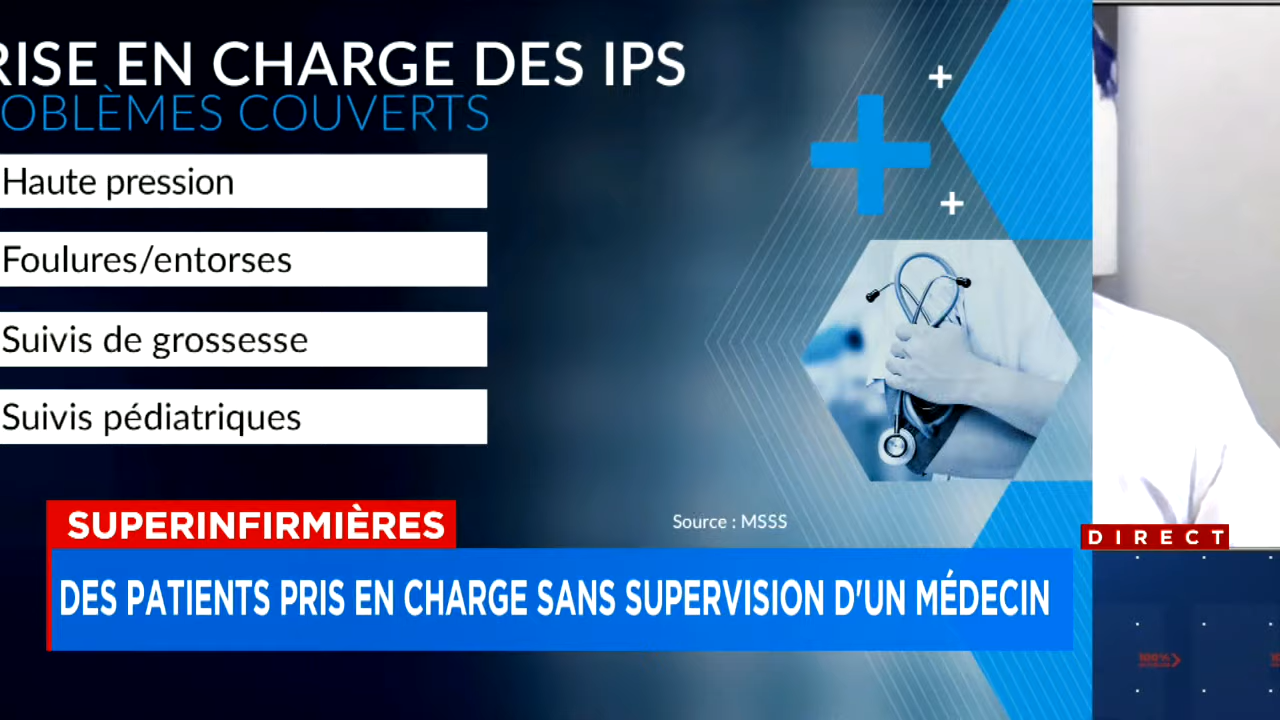 RISE EN CHARGE DES IPS
OBLÈMES COUVERTS
Haute pression
Foulures/entorses
Suivis de grossesse
Suivis pédiatriques
Source : MSSS
SUPERINFIRMIÈRES
DIRECT
DES PATIENTS PRIS EN CHARGE SANS SUPERVISION D'UN MÉDECIN
100%